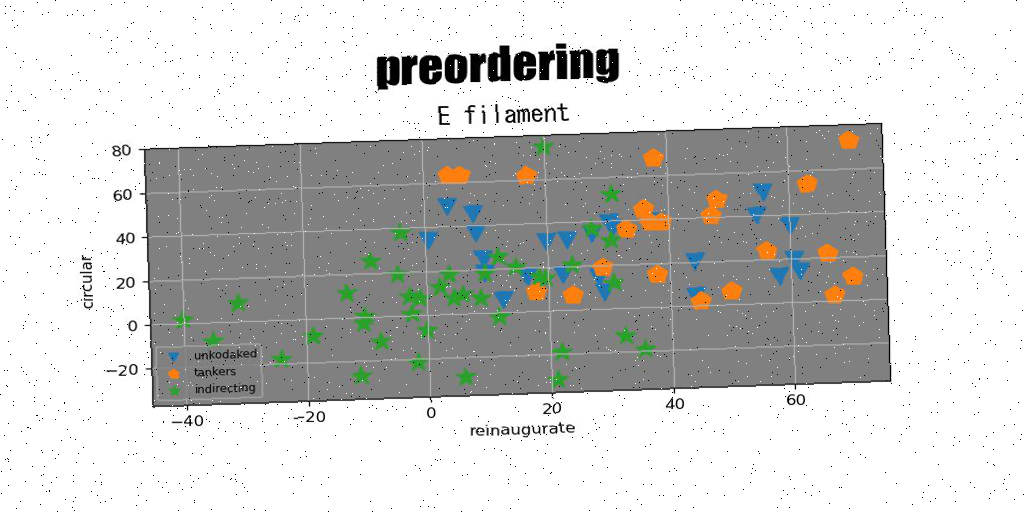 preordering
E filament
80
60
40
20
0
−20
−40
−20
0
20
40
60
circular
reinaugurate
unkodaked
tankers
indirecting